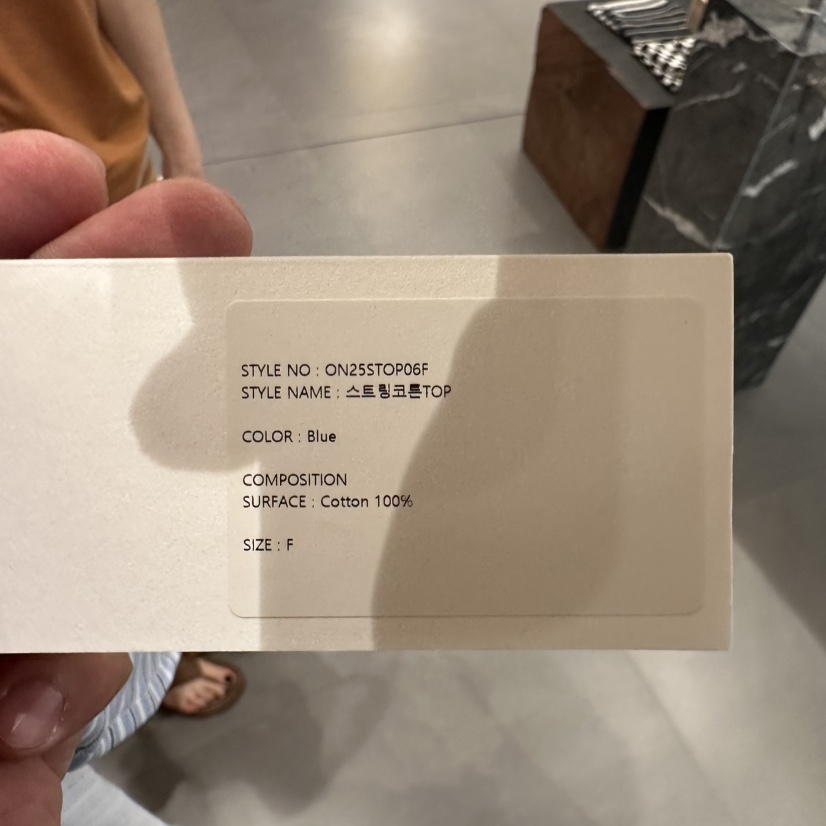 STYLE NO : ON25STOP06F
STYLE NAME : 스트링코튼TOP
COLOR : Blue
COMPOSITION
SURFACE : Cotton 100%
SIZE : F